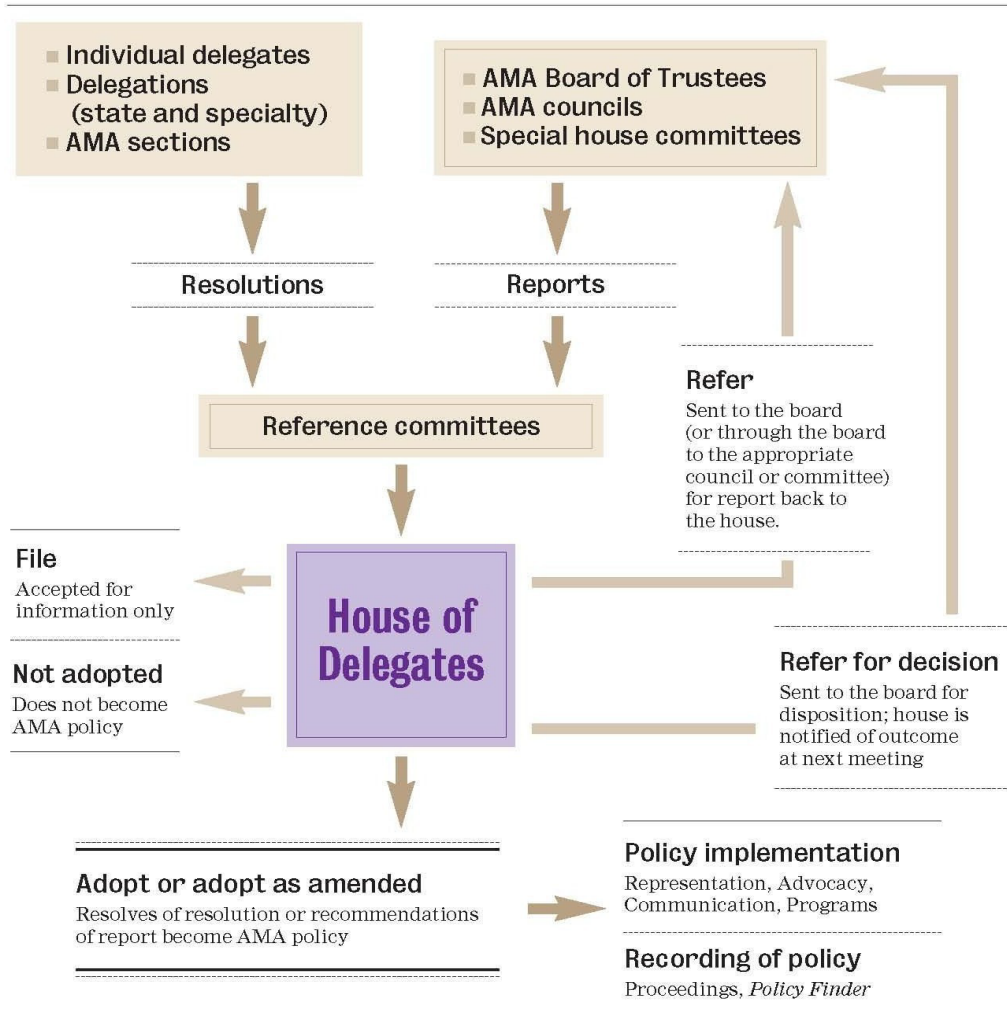 Individual delegates
Delegations
(state and specialty)
AMA sections
AMA Board of Trustees
AMA councils
Special house committees
Resolutions
Reports
Reference committees
Refer
Sent to the board
(or through the board
to the appropriate
council or committee)
for report back to
the house.
File
Accepted for
information only
Not adopted
Does not become
AMA policy
House of
Delegates
Refer for decision
Sent to the board for
disposition; house is
notified of outcome
at next meeting
Adopt or adopt as amended
Resolves of resolution or recommendations
of report become AMA policy
Policy implementation
Representation, Advocacy,
Communication, Programs
Recording of policy
Proceedings, Policy Finder